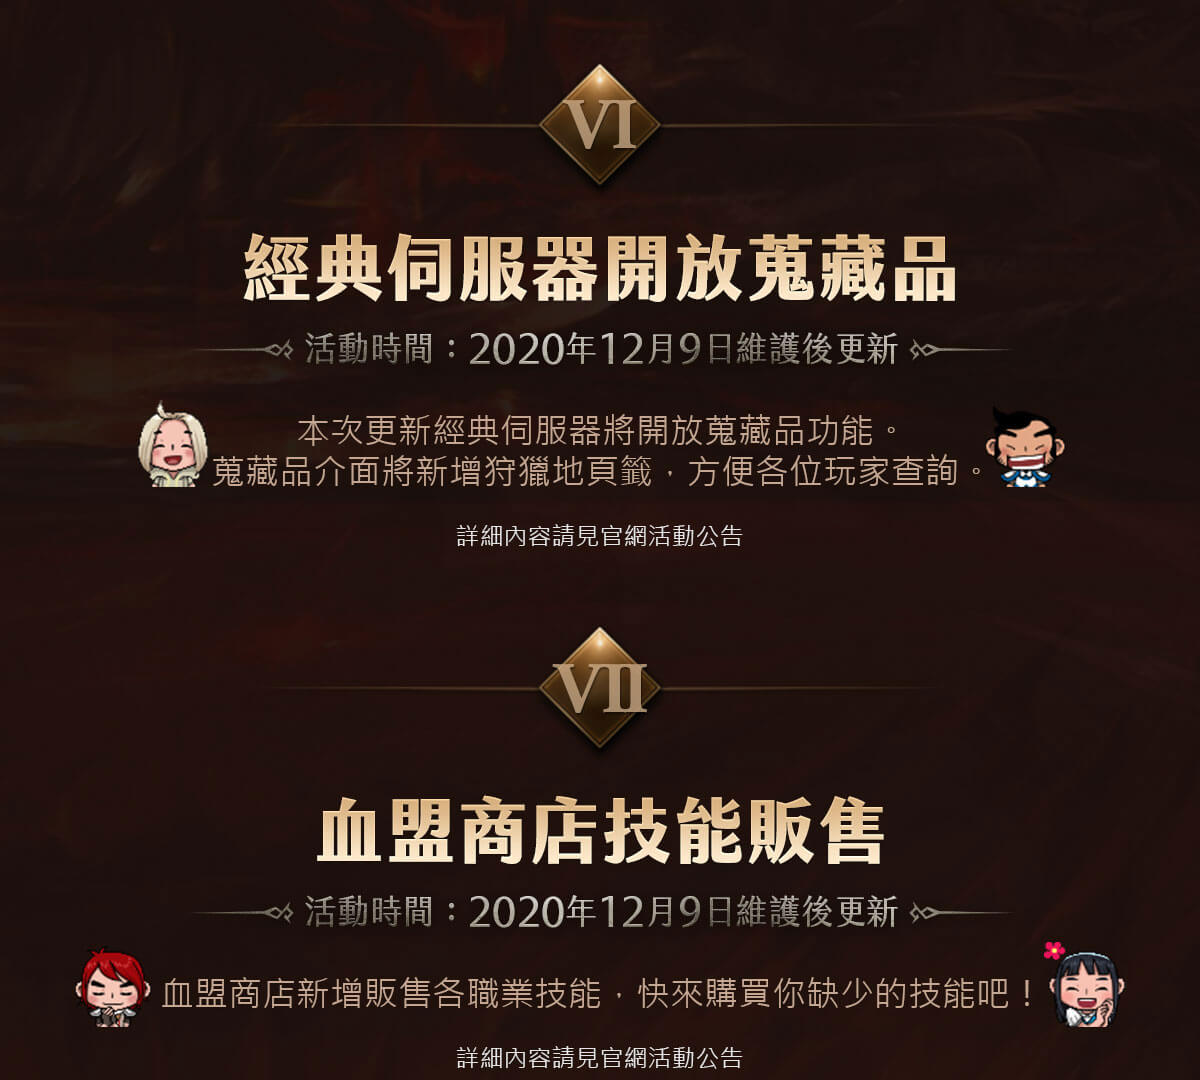 VI
經典伺服器開放蒐藏品
活動時間：2020年12月9日維護後更新
本次更新經典伺服器將開放蒐藏品功能。
蒐藏品介面將新增狩獵地頁籤，方便各位玩家查詢。
詳細內容請見官網活動公告
VII
血盟商店技能販售
活動時間：2020年12月9日維護後更新
血盟商店新增販售各職業技能，快來購買你缺少的技能吧！
詳細內容請見官網活動公告